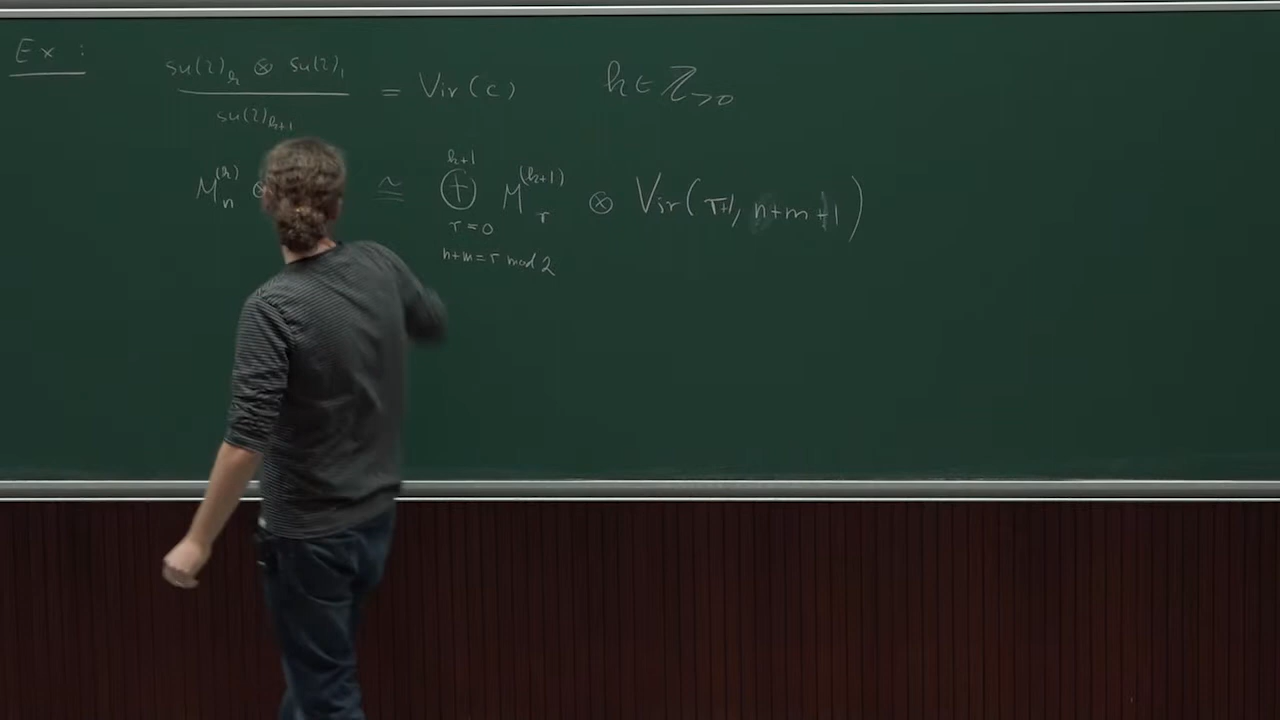 Ex :
su(2)_k ⊗ su(2)_1
su(2)_{k+1}
= Vir(c)
k ∈ ℤ_{>0}
M_n^{(k)} ⊗ ≅ ⊕_{r=0}^{k+1} M_r^{(k+1)} ⊗ Vir(r+1, n+m+1)
n+m = r mod 2